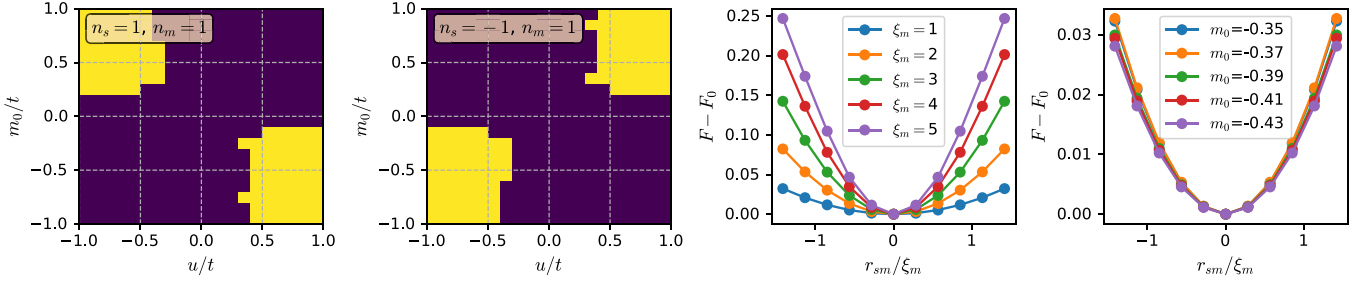 1.0
0.5
0.0
−0.5
−1.0
m₀/t
n_s = 1, n_m = 1
−1.0 −0.5 0.0 0.5 1.0
u/t
1.0
0.5
0.0
−0.5
−1.0
m₀/t
n_s = − 1, n_m = 1
−1.0 −0.5 0.0 0.5 1.0
u/t
0.25
0.20
0.15
0.10
0.05
0.00
F − F₀
ξ_m = 1
ξ_m = 2
ξ_m = 3
ξ_m = 4
ξ_m = 5
−1 0 1
r_{sm}/ξ_m
0.03
0.02
0.01
0.00
F − F₀
m₀=-0.35
m₀=-0.37
m₀=-0.39
m₀=-0.41
m₀=-0.43
−1 0 1
r_{sm}/ξ_m